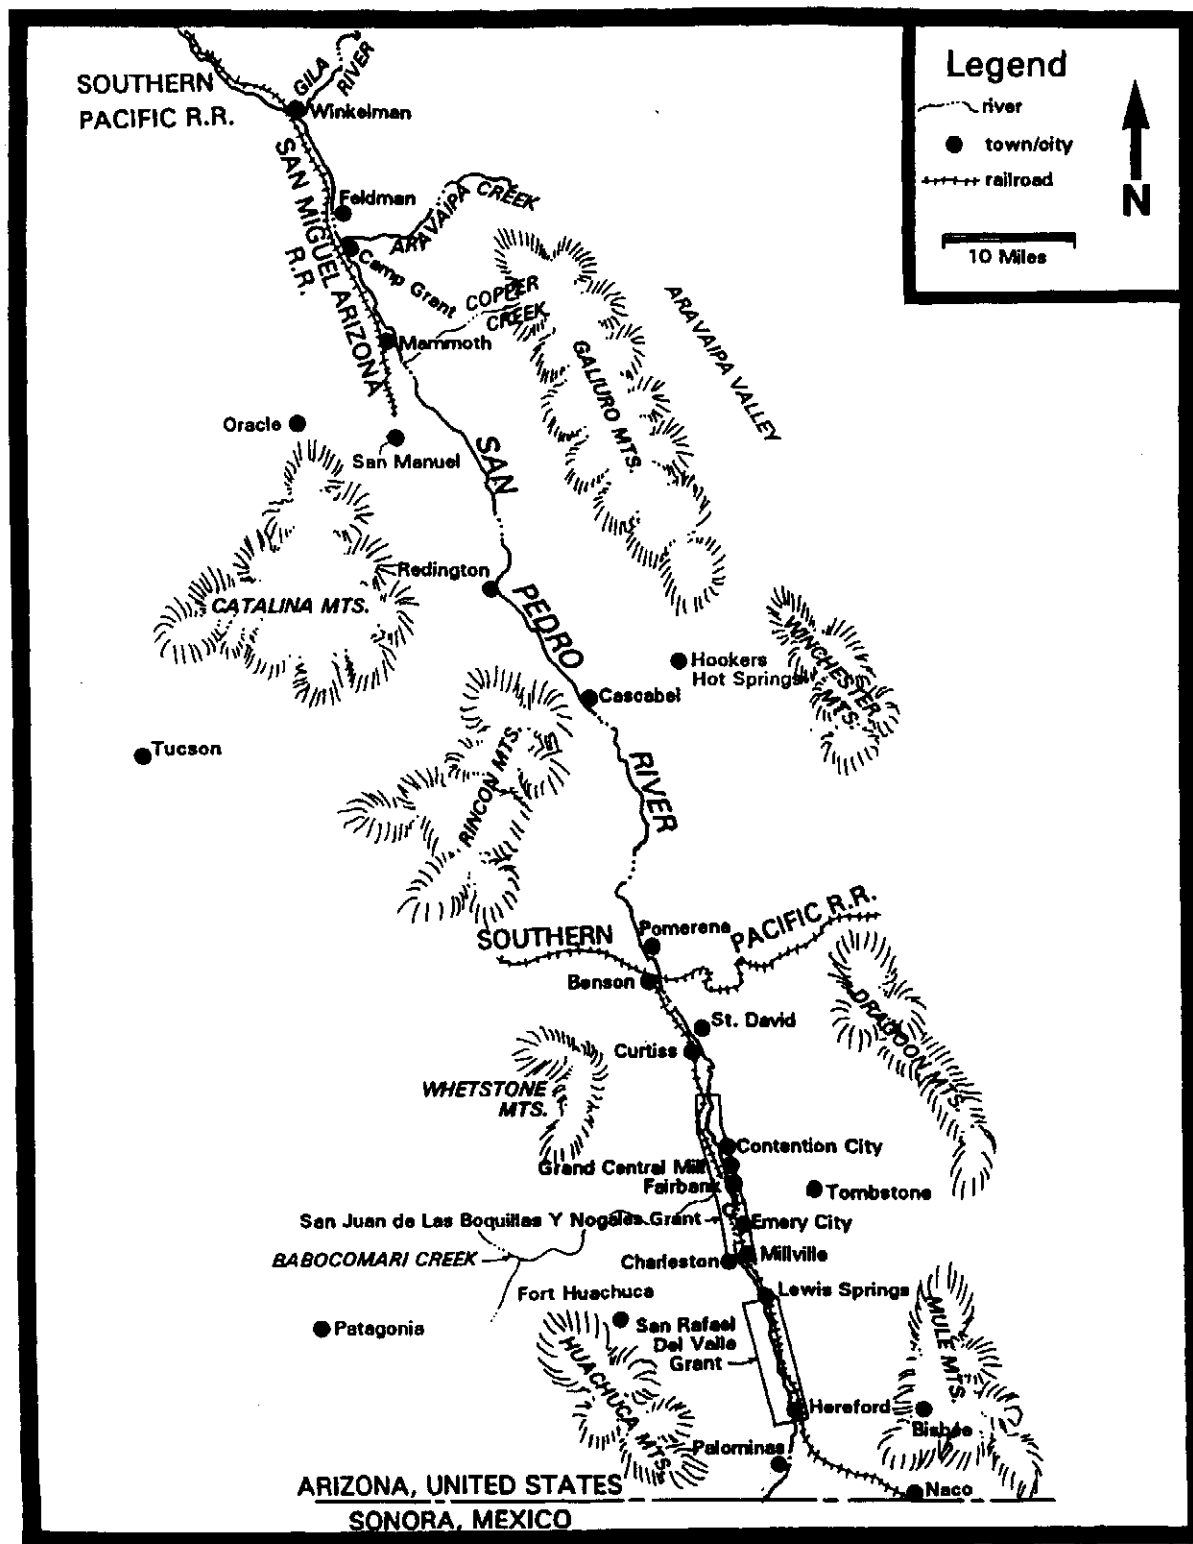 Legend
river
town/city
railroad
N
10 Miles
SOUTHERN
PACIFIC R.R.
GILA
RIVER
Winkelman
SAN MIGUEL ARIZONA
R.R.
Feldman
ARAVAIPA CREEK
Camp Grant
COPPER
CREEK
Mammoth
GALIURO MTS.
ARAVAIPA VALLEY
Oracle
San Manuel
SAN
PEDRO
RIVER
Redington
CATALINA MTS.
WINCHESTER
MTS.
Hookers
Hot Springs
Cascabel
Tucson
RINCON MTS.
Pomerene
SOUTHERN
PACIFIC R.R.
Benson
St. David
DRAGOON MTS.
Curtiss
WHETSTONE
MTS.
Contention City
Grand Central Mill
Fairbank
Tombstone
San Juan de Las Boquillas Y Nogales Grant
Emery City
BABOCOMARI CREEK
Charleston
Millville
Fort Huachuca
Lewis Springs
Patagonia
San Rafael
Del Valle
Grant
HUACHUCA MTS.
MULE MTS.
Hereford
Bisbee
Palominas
Naco
ARIZONA, UNITED STATES
SONORA, MEXICO